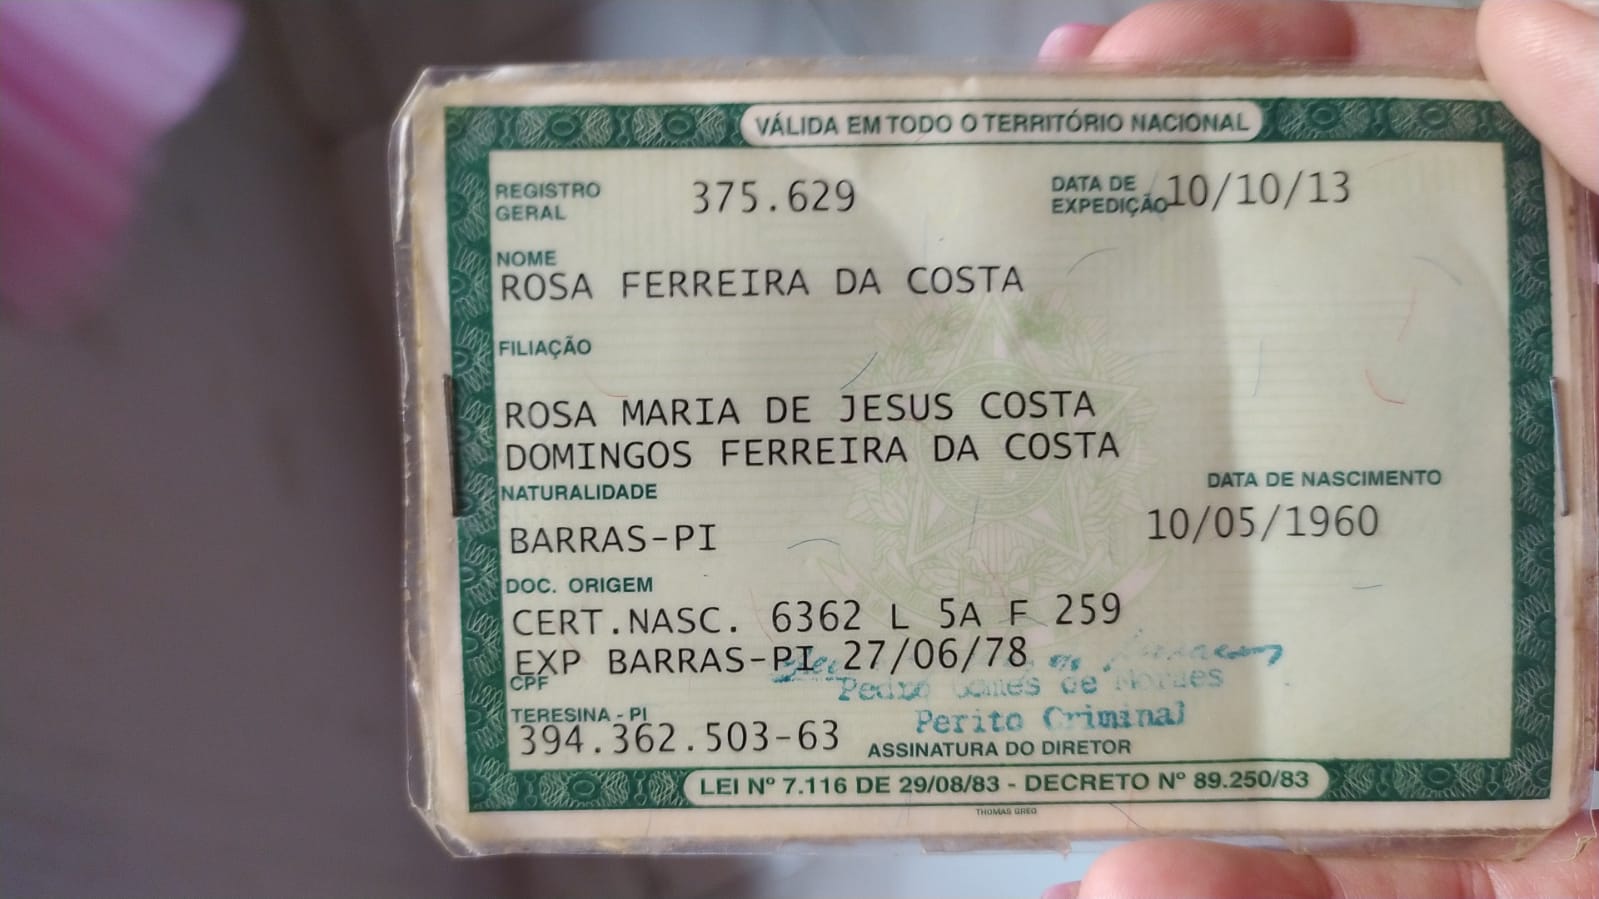 VÁLIDA EM TODO O TERRITÓRIO NACIONAL
REGISTRO GERAL 375.629 DATA DE EXPEDIÇÃO 10/10/13
NOME
ROSA FERREIRA DA COSTA
FILIAÇÃO
ROSA MARIA DE JESUS COSTA
DOMINGOS FERREIRA DA COSTA
NATURALIDADE DATA DE NASCIMENTO
BARRAS-PI 10/05/1960
DOC. ORIGEM
CERT.NASC. 6362 L 5A F 259
EXP BARRAS-PI 27/06/78
CPF
Pedro Gomes de Moraes
TERESINA - PI Perito Criminal
394.362.503-63 ASSINATURA DO DIRETOR
LEI Nº 7.116 DE 29/08/83 - DECRETO Nº 89.250/83
THOMAS GREG